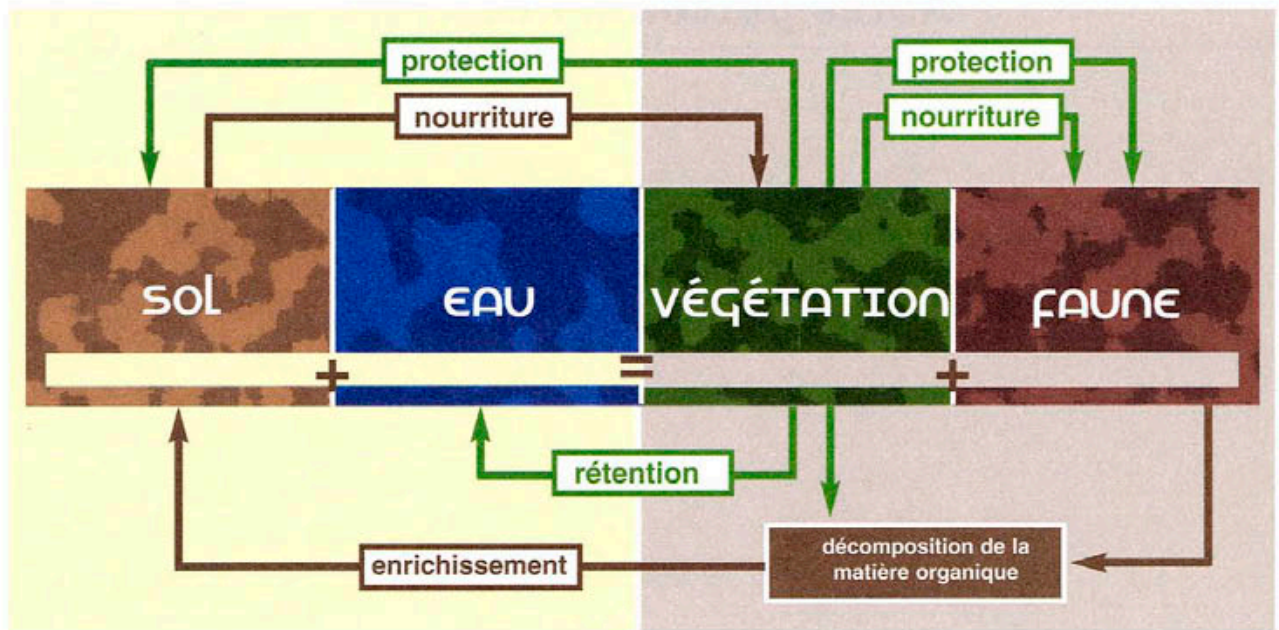 protection
protection
nourriture
nourriture
SOL
EAU
VÉGÉTATION
FAUNE
+
=
+
rétention
enrichissement
décomposition de la
matière organique